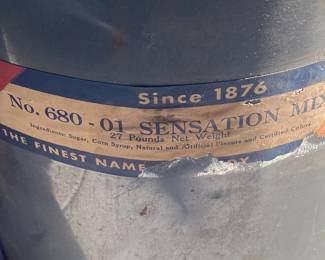 Since 1876
No. 680 - 01 SENSATION MIX
27 Pounds Net Weight
Ingredients: Sugar, Corn Syrup, Natural and Artificial Flavors and Certified Colors.
THE FINEST NAME